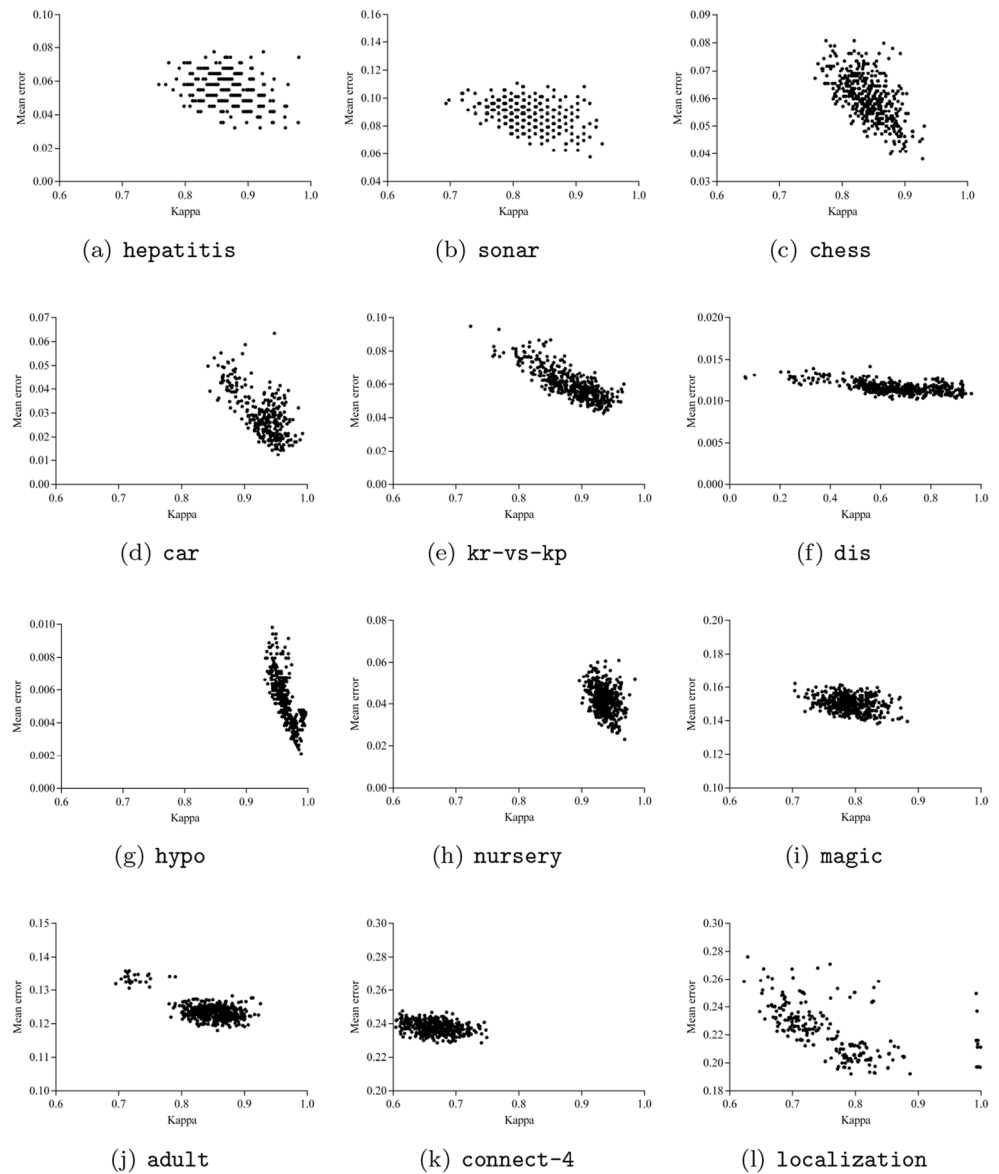 0.10
0.08
0.06
0.04
0.02
0.00
0.6 0.7 0.8 0.9 1.0
Mean error
Kappa
(a) hepatitis
0.16
0.14
0.12
0.10
0.08
0.06
0.04
0.6 0.7 0.8 0.9 1.0
Mean error
Kappa
(b) sonar
0.09
0.08
0.07
0.06
0.05
0.04
0.03
0.6 0.7 0.8 0.9 1.0
Mean error
Kappa
(c) chess
0.07
0.06
0.05
0.04
0.03
0.02
0.01
0.00
0.6 0.7 0.8 0.9 1.0
Mean error
Kappa
(d) car
0.10
0.08
0.06
0.04
0.02
0.00
0.6 0.7 0.8 0.9 1.0
Mean error
Kappa
(e) kr-vs-kp
0.020
0.015
0.010
0.005
0.000
0.0 0.2 0.4 0.6 0.8 1.0
Mean error
Kappa
(f) dis
0.010
0.008
0.006
0.004
0.002
0.000
0.6 0.7 0.8 0.9 1.0
Mean error
Kappa
(g) hypo
0.08
0.06
0.04
0.02
0.00
0.6 0.7 0.8 0.9 1.0
Mean error
Kappa
(h) nursery
0.20
0.18
0.16
0.14
0.12
0.10
0.6 0.7 0.8 0.9 1.0
Mean error
Kappa
(i) magic
0.15
0.14
0.13
0.12
0.11
0.10
0.6 0.7 0.8 0.9 1.0
Mean error
Kappa
(j) adult
0.30
0.28
0.26
0.24
0.22
0.20
0.6 0.7 0.8 0.9 1.0
Mean error
Kappa
(k) connect-4
0.30
0.28
0.26
0.24
0.22
0.20
0.18
0.6 0.7 0.8 0.9 1.0
Mean error
Kappa
(l) localization